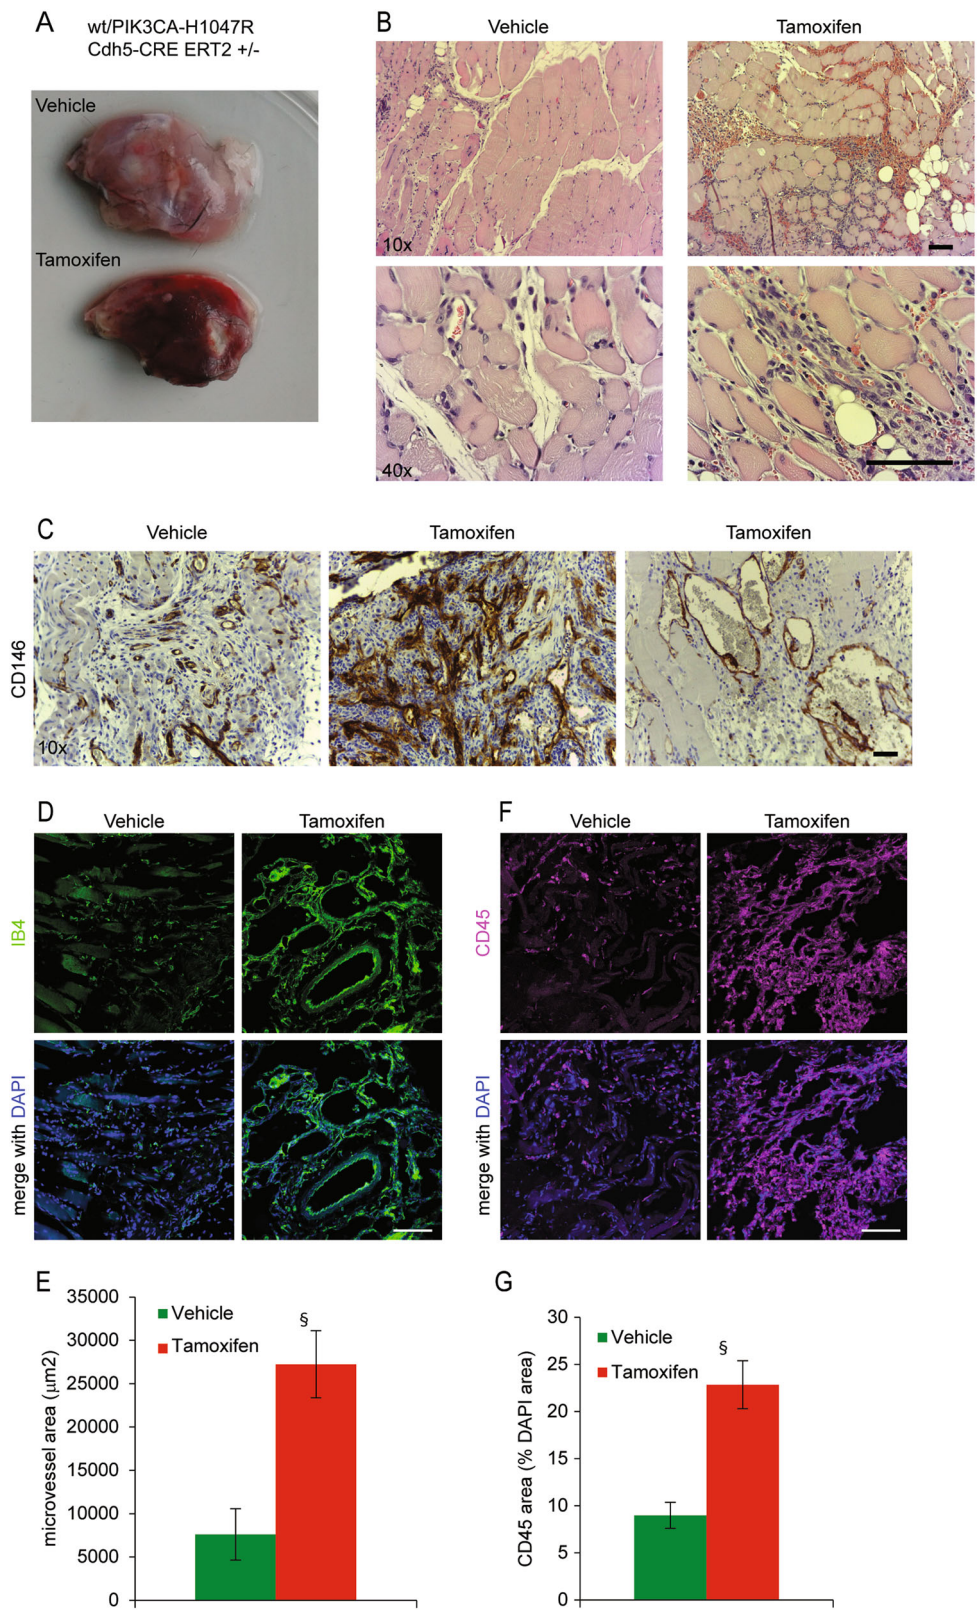 A
wt/PIK3CA-H1047R
Cdh5-CRE ERT2 +/-
Vehicle
Tamoxifen
B
Vehicle
Tamoxifen
10x
40x
C
Vehicle
Tamoxifen
Tamoxifen
CD146
10x
D
Vehicle
Tamoxifen
IB4
merge with DAPI
F
Vehicle
Tamoxifen
CD45
merge with DAPI
E
microvessel area (μm2)
35000
30000
25000
20000
15000
10000
5000
0
Vehicle
Tamoxifen
§
G
CD45 area (% DAPI area)
30
25
20
15
10
5
0
Vehicle
Tamoxifen
§